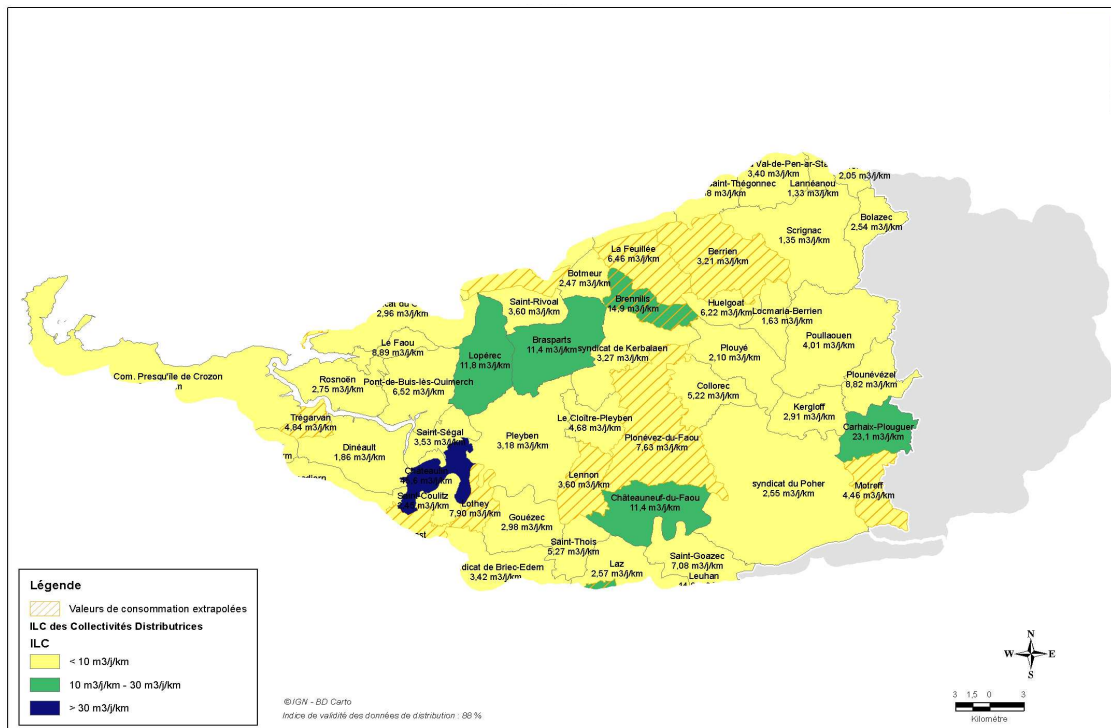 Val-de-Pen-ar-Sta
3,40 m3/j/km
2,05 m3/j/km
aint-Thégonnec
8 m3/j/km
Lannéanou
1,33 m3/j/km
Bolazec
2,54 m3/j/km
Scrignac
1,35 m3/j/km
La Feuillée
6,46 m3/j/km
Berrien
3,21 m3/j/km
Botmeur
2,47 m3/j/km
Brennilis
14,9 m3/j/km
Huelgoat
6,22 m3/j/km
Locmaria-Berrien
1,63 m3/j/km
Saint-Rivoal
3,60 m3/j/km
2,96 m3/j/km
Le Faou
8,89 m3/j/km
Lopérec
11,8 m3/j/km
Brasparts
11,4 m3/j/km
syndicat de Kerbalaen
3,27 m3/j/km
Plouyé
2,10 m3/j/km
Poullaouen
4,01 m3/j/km
Com. Presqu'île de Crozon
Rosnoën
2,75 m3/j/km
Pont-de-Buis-lès-Quimerch
6,52 m3/j/km
Collorec
5,22 m3/j/km
Plounévézel
8,82 m3/j/km
Kergloff
2,91 m3/j/km
Carhaix-Plouguer
23,1 m3/j/km
Trégarvan
4,84 m3/j/km
Dinéault
1,86 m3/j/km
Saint-Ségal
3,53 m3/j/km
Pleyben
3,18 m3/j/km
Le Cloître-Pleyben
4,68 m3/j/km
Plonévez-du-Faou
7,63 m3/j/km
Lennon
3,60 m3/j/km
syndicat du Poher
2,55 m3/j/km
Motreff
4,46 m3/j/km
Saint-Coulitz
Lothey
7,90 m3/j/km
Châteauneuf-du-Faou
11,4 m3/j/km
Gouézec
2,98 m3/j/km
Saint-Thois
5,27 m3/j/km
Laz
2,57 m3/j/km
Saint-Goazec
7,08 m3/j/km
Leuhan
dicat de Briec-Edern
3,42 m3/j/km
Légende
Valeurs de consommation extrapolées
ILC des Collectivités Distributrices
ILC
< 10 m3/j/km
10 m3/j/km - 30 m3/j/km
> 30 m3/j/km
©IGN - BD Carto
Indice de validité des données de distribution : 88 %
N
W E
S
3 1,5 0 3
Kilomètre